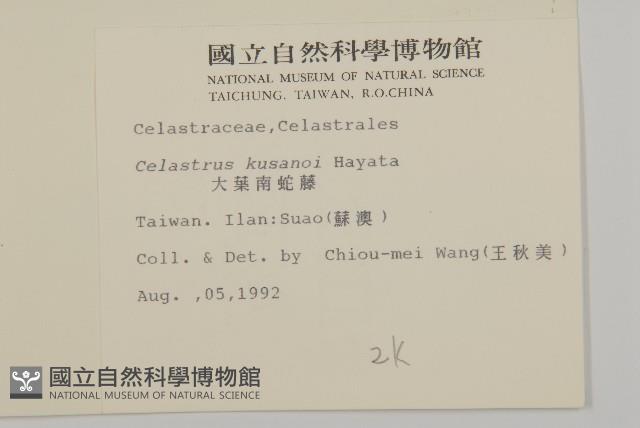 國立自然科學博物館
NATIONAL MUSEUM OF NATURAL SCIENCE
TAICHUNG, TAIWAN, R.O.CHINA
Celastraceae,Celastrales
Celastrus kusanoi Hayata
大葉南蛇藤
Taiwan. Ilan:Suao(蘇澳)
Coll. & Det. by Chiou-mei Wang(王秋美)
Aug. ,05,1992
2K
國立自然科學博物館
NATIONAL MUSEUM OF NATURAL SCIENCE